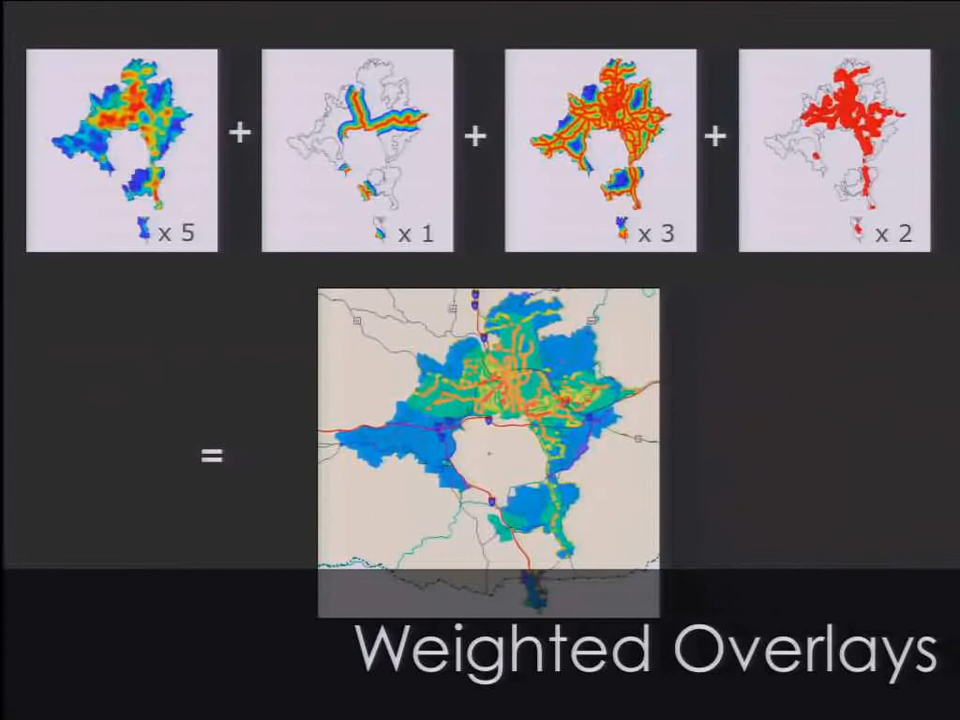 x 5
+
x 1
+
x 3
+
x 2
=
Weighted Overlays